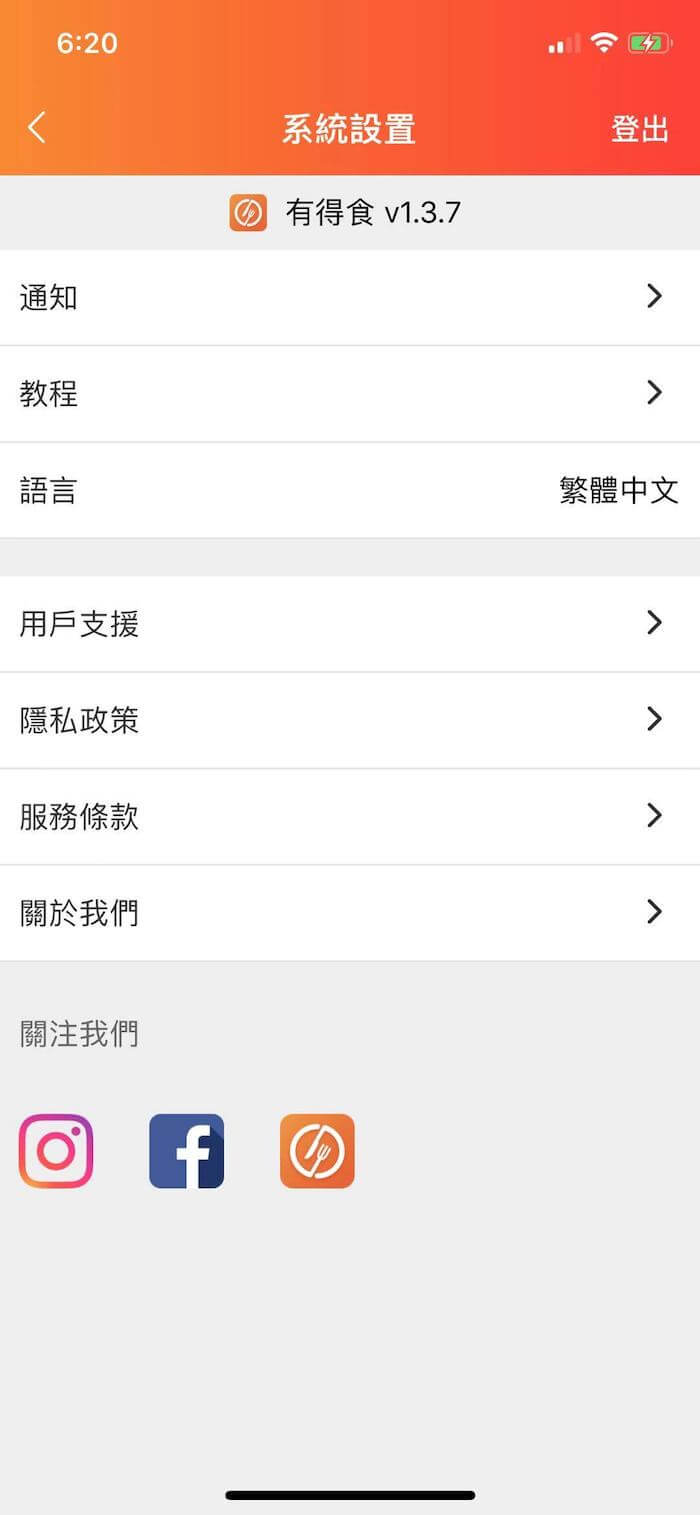 6:20
系統設置
登出
有得食 v1.3.7
通知
教程
語言
繁體中文
用戶支援
隱私政策
服務條款
關於我們
關注我們